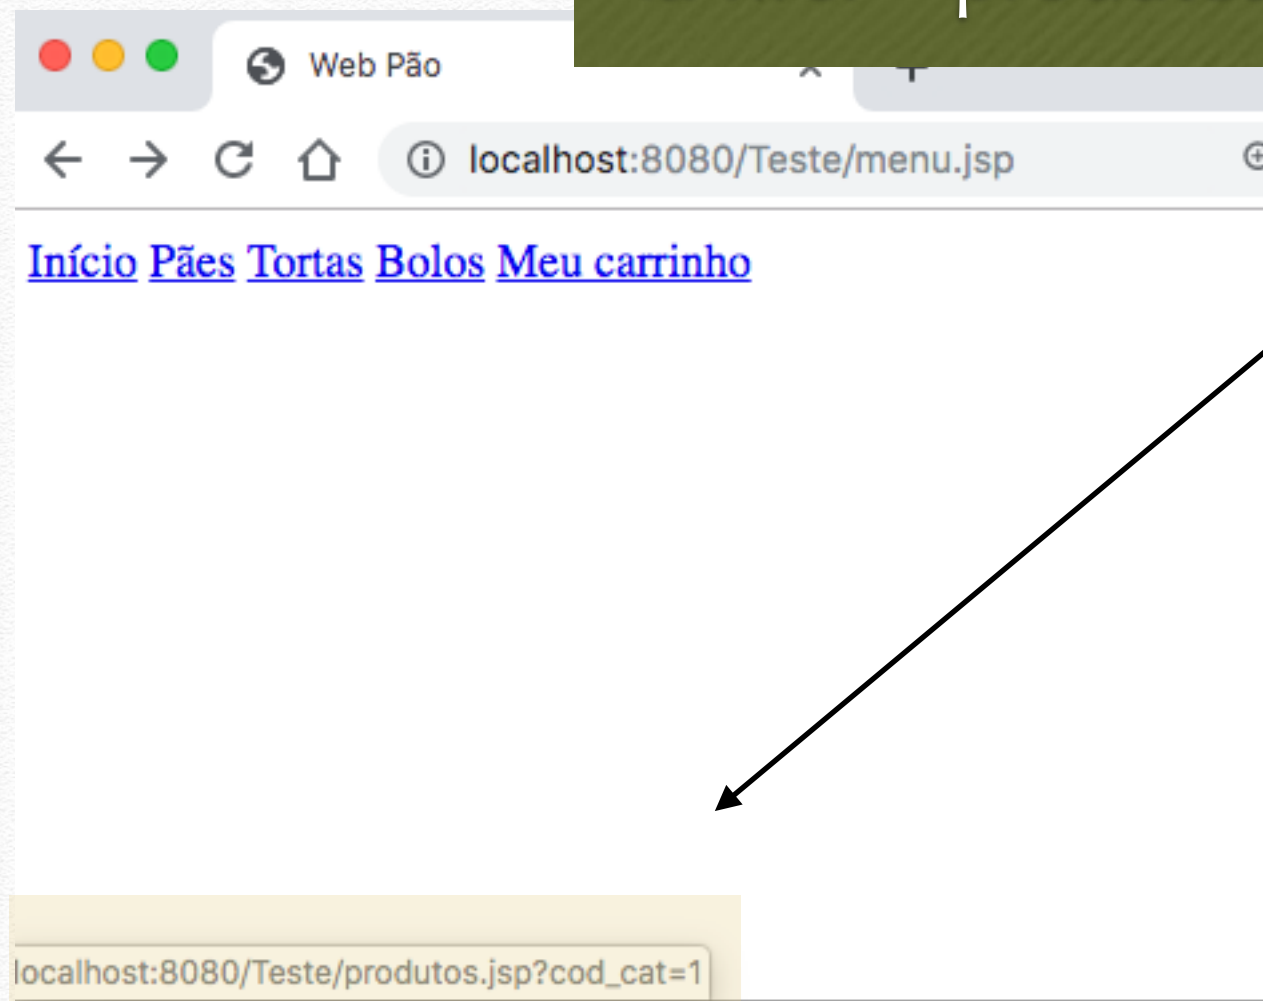 Web Pão
localhost:8080/Teste/menu.jsp
Início Pães Tortas Bolos Meu carrinho
localhost:8080/Teste/produtos.jsp?cod_cat=1